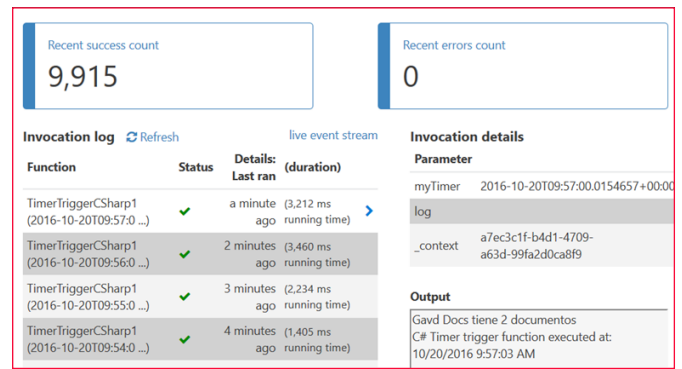 Recent success count
9,915
Recent errors count
0
Invocation log Refresh live event stream
Function Status Details: Last ran (duration)
TimerTriggerCSharp1 a minute (3,212 ms
(2016-10-20T09:57:0 ...) ago running time)
TimerTriggerCSharp1 2 minutes (3,460 ms
(2016-10-20T09:56:0 ...) ago running time)
TimerTriggerCSharp1 3 minutes (2,234 ms
(2016-10-20T09:55:0 ...) ago running time)
TimerTriggerCSharp1 4 minutes (1,405 ms
(2016-10-20T09:54:0 ...) ago running time)
Invocation details
Parameter
myTimer 2016-10-20T09:57:00.0154657+00:00
log
_context a7ec3c1f-b4d1-4709-
a63d-99fa2d0ca8f9
Output
Gavd Docs tiene 2 documentos
C# Timer trigger function executed at:
10/20/2016 9:57:03 AM